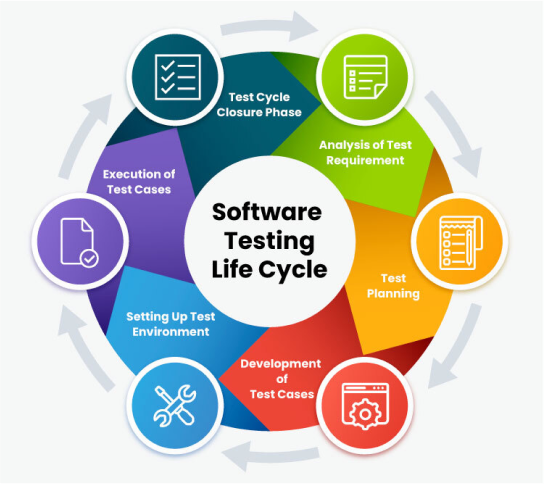 Software
Testing
Life Cycle
Test Cycle
Closure Phase
Analysis of Test
Requirement
Test
Planning
Development
of
Test Cases
Setting Up Test
Environment
Execution of
Test Cases